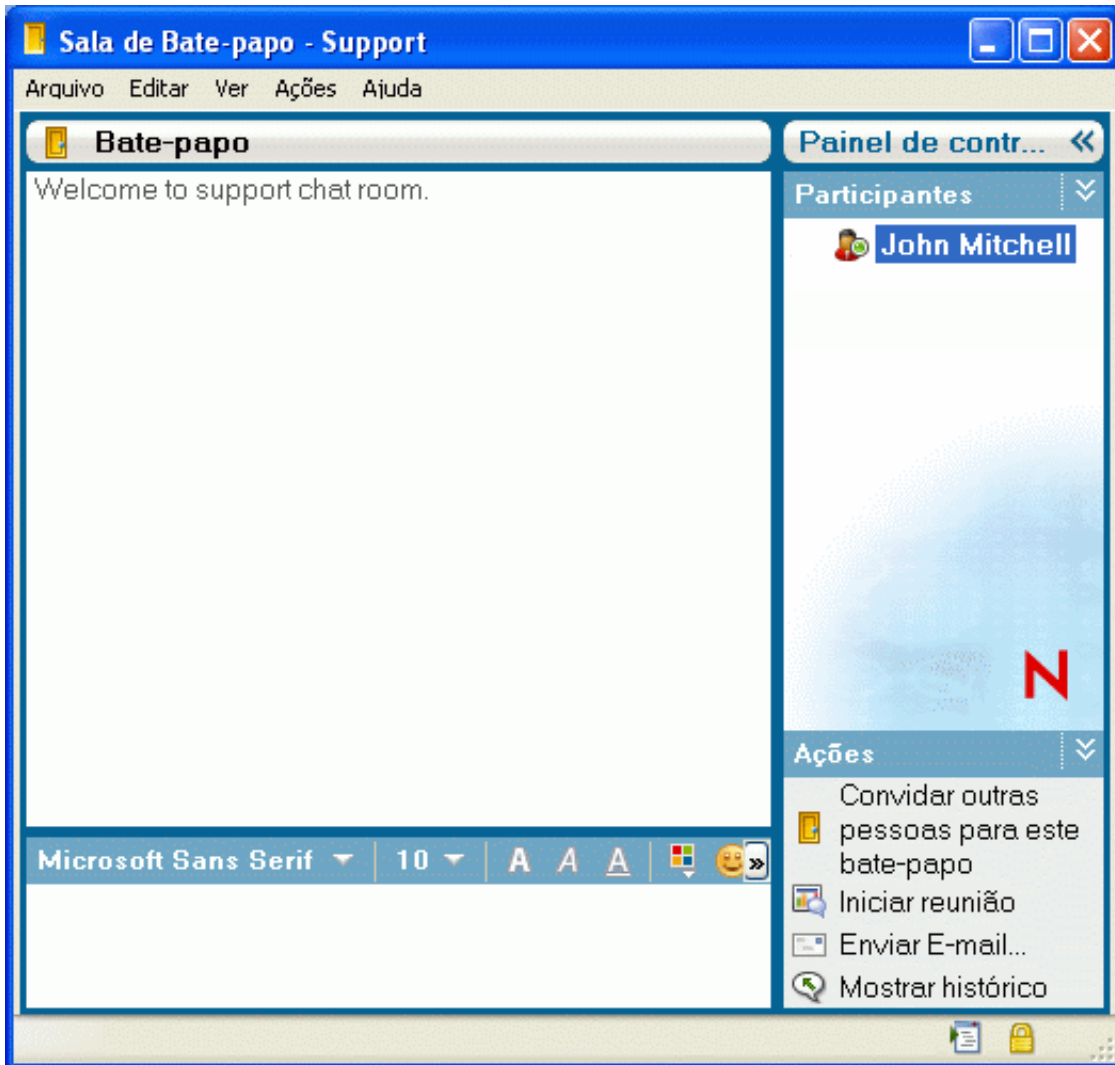 Sala de Bate-papo - Support
Arquivo Editar Ver Ações Ajuda
Bate-papo
Welcome to support chat room.
Microsoft Sans Serif 10 A A A
Painel de contr...
Participantes
John Mitchell
N
Ações
Convidar outras
pessoas para este
bate-papo
Iniciar reunião
Enviar E-mail...
Mostrar histórico